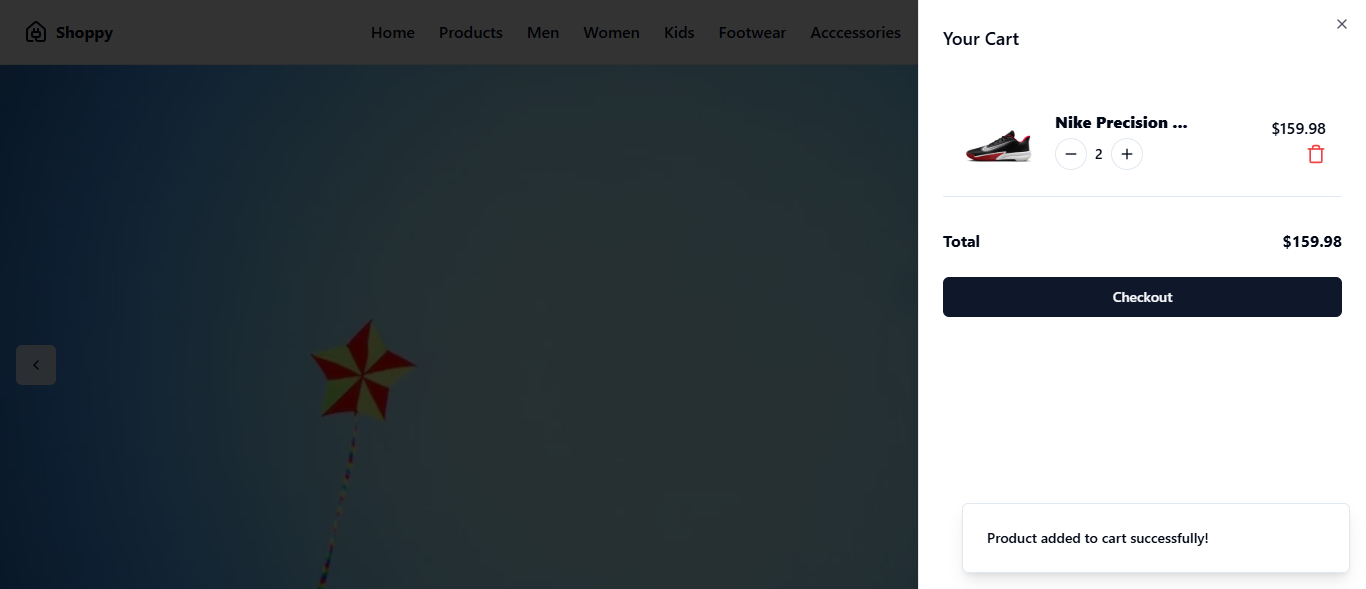 Shoppy
Home Products Men Women Kids Footwear Acccessories
Your Cart
Nike Precision ...
$159.98
2
Total $159.98
Checkout
Product added to cart successfully!